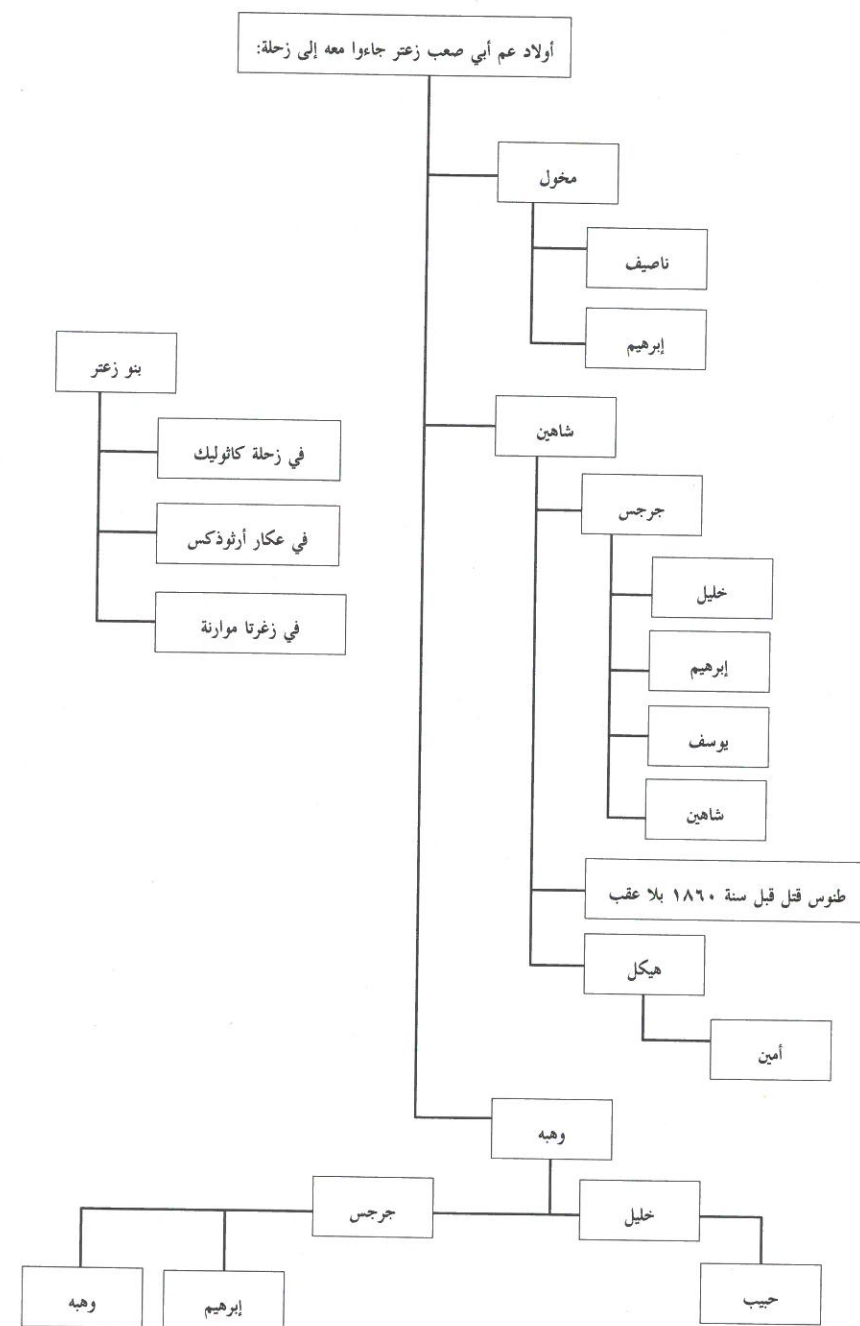 أولاد عم أبي صعب زعتر جاءوا معه إلى زحلة:
مخول
ناصيف
إبرهيم
شاهين
جرجس
خليل
إبرهيم
يوسف
شاهين
طنوس قتل قبل سنة ١٨٦٠ بلا عقب
هيكل
أمين
وهبه
خليل
حبيب
جرجس
إبرهيم
وهبه
بنو زعتر
في زحلة كاثوليك
في عكار أرثوذكس
في زغرتا موارنة